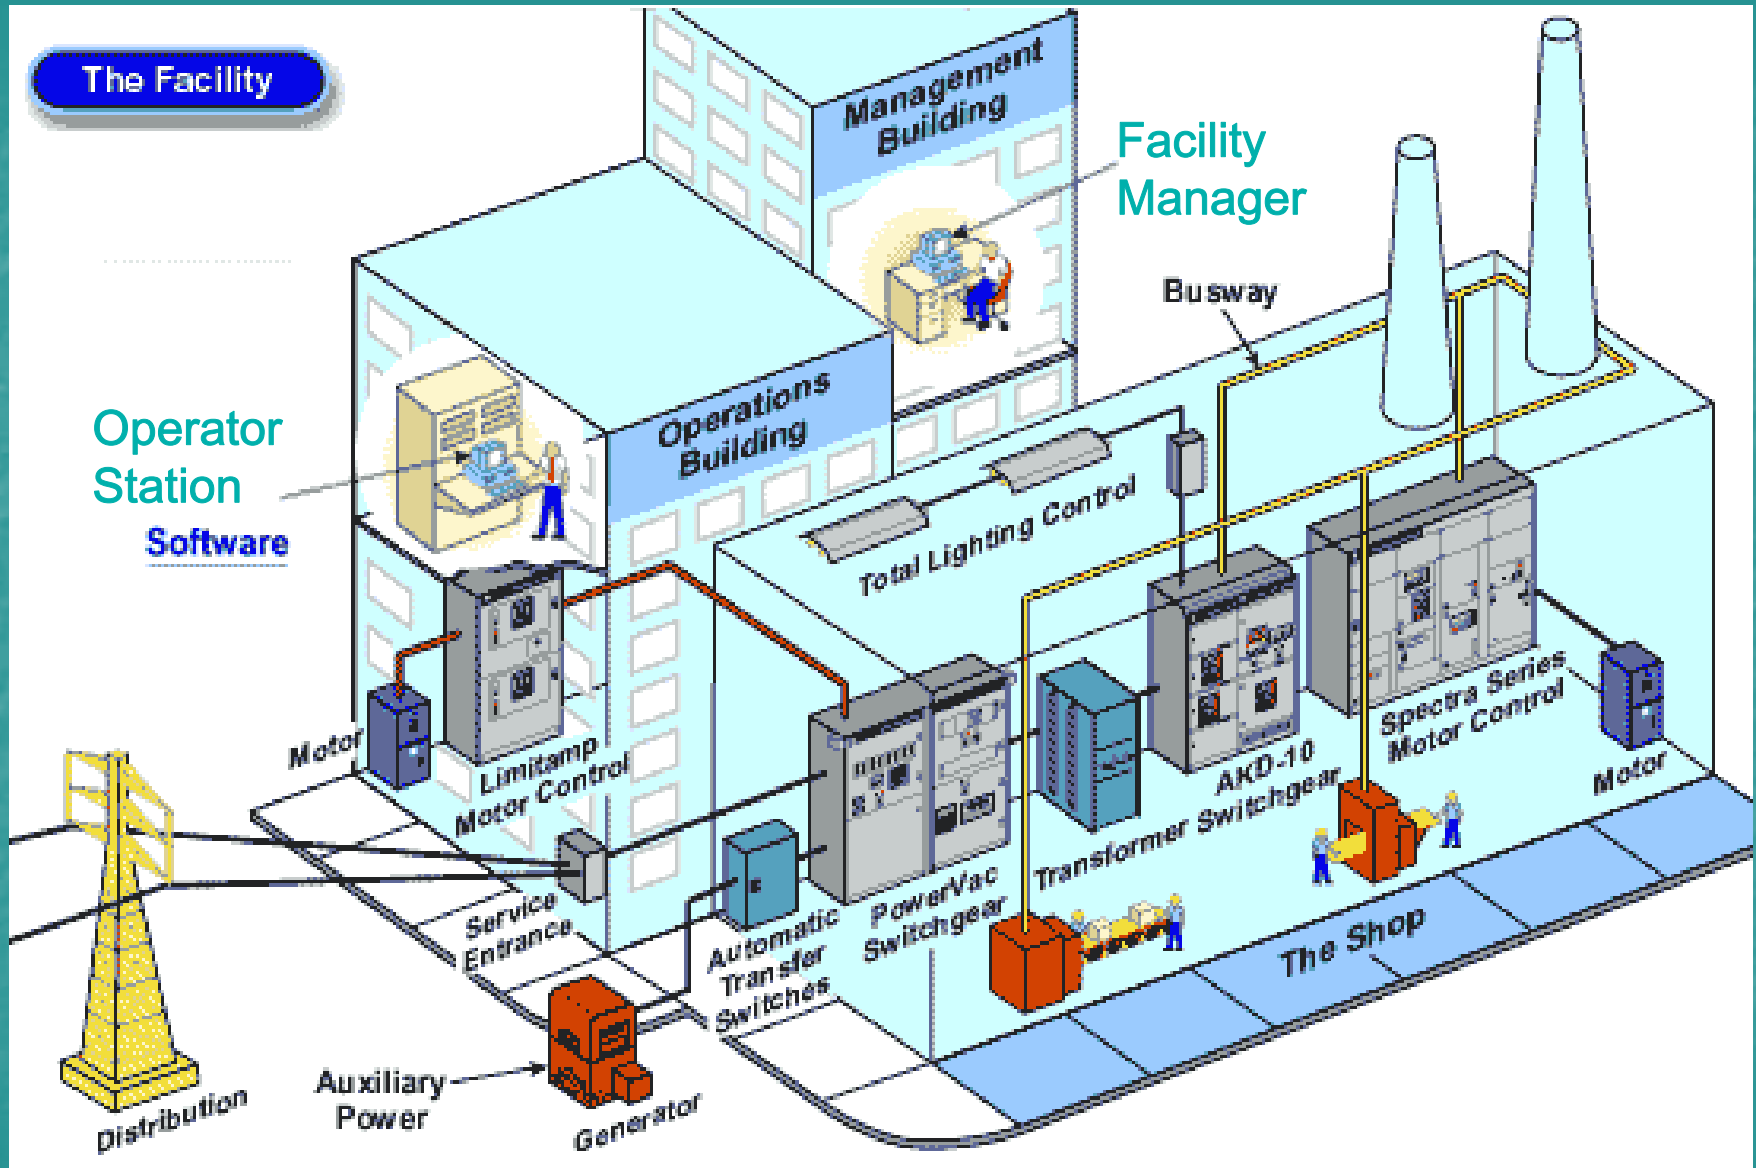 The Facility
Management
Building
Facility
Manager
Busway
Operations
Building
Operator
Station
Software
Total Lighting Control
Motor
Limitamp
Motor Control
Spectra Series
Motor Control
Motor
AKD-10
Switchgear
Transformer
PowerVac
Switchgear
Service
Entrance
Automatic
Transfer
Switches
The Shop
Auxiliary
Power
Generator
Distribution